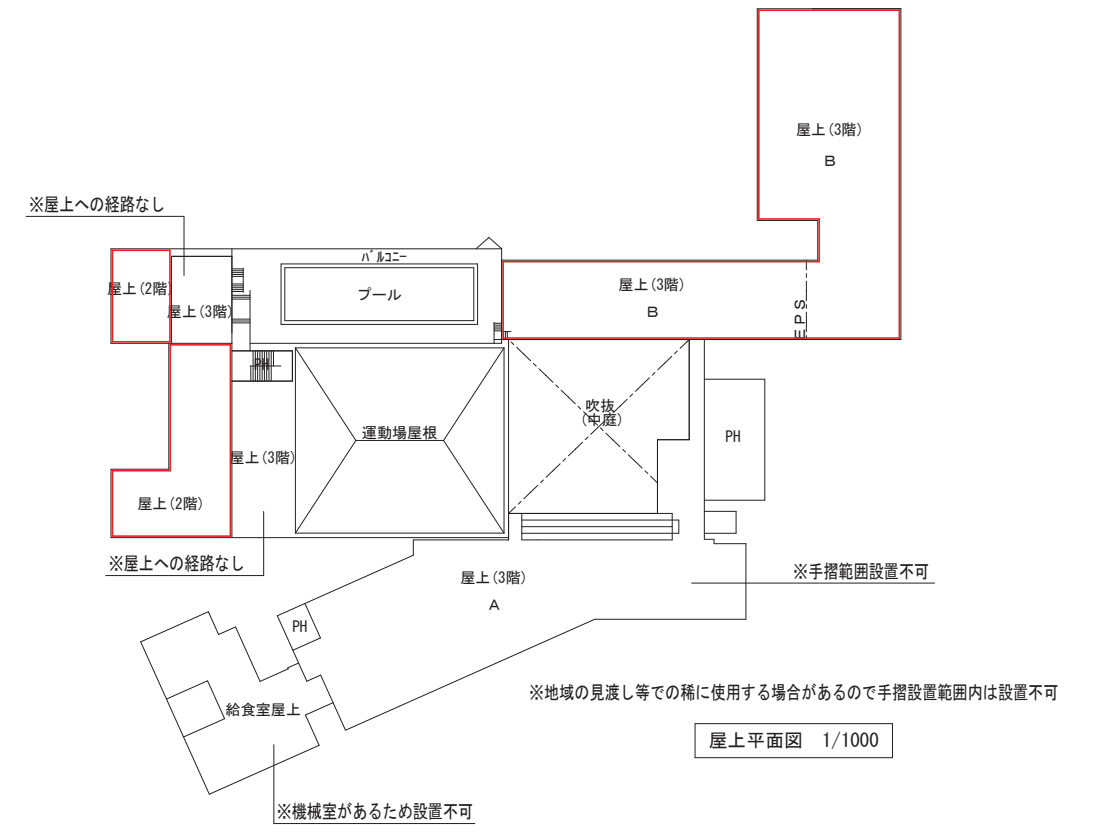 屋上(3階)
B
※屋上への経路なし
バルコニー
屋上(2階)
屋上(3階)
プール
屋上(3階)
B
EPS
PH
吹抜
(中庭)
運動場屋根
PH
屋上(3階)
屋上(2階)
※屋上への経路なし
屋上(3階)
A
※手摺範囲設置不可
PH
※地域の見渡し等での稀に使用する場合があるので手摺設置範囲内は設置不可
給食室屋上
屋上平面図 1/1000
※機械室があるため設置不可